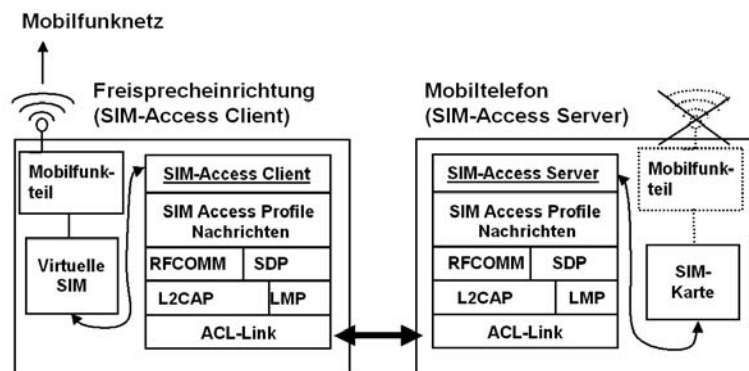 Mobilfunknetz
Freisprecheinrichtung
(SIM-Access Client)
Mobilfunk-
teil
Virtuelle
SIM
SIM-Access Client
SIM Access Profile
Nachrichten
RFCOMM SDP
L2CAP LMP
ACL-Link
Mobiltelefon
(SIM-Access Server)
SIM-Access Server
SIM Access Profile
Nachrichten
RFCOMM SDP
L2CAP LMP
ACL-Link
Mobilfunk-
teil
SIM-
Karte